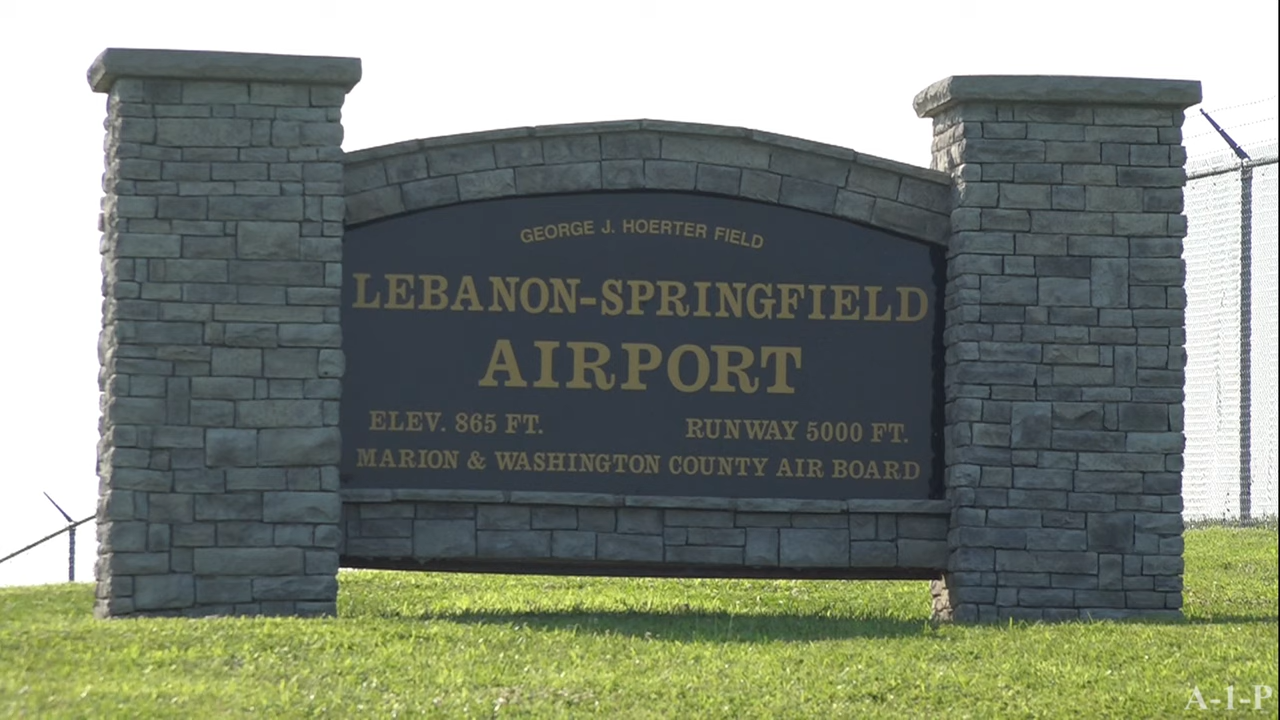 GEORGE J. HOERTER FIELD
LEBANON-SPRINGFIELD
AIRPORT
ELEV. 865 FT. RUNWAY 5000 FT.
MARION & WASHINGTON COUNTY AIR BOARD
A-1-P